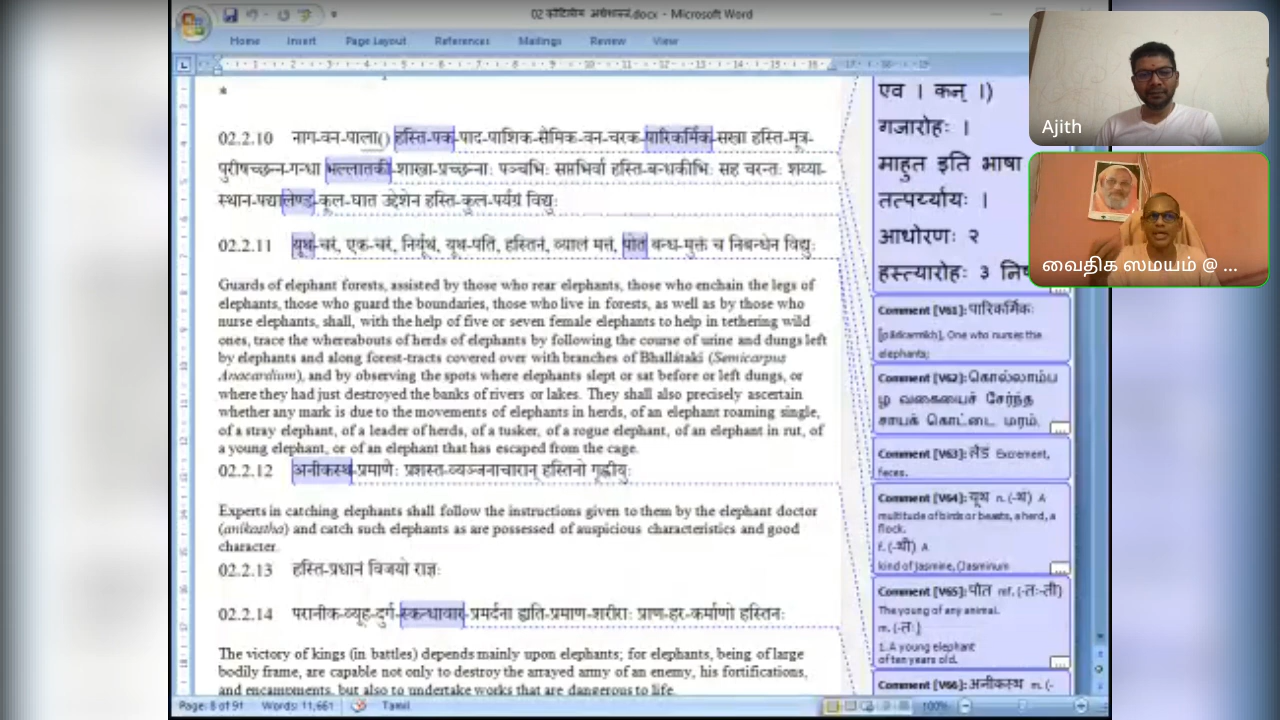 02 कौटिलीय अर्थशास्त्र.docx - Microsoft Word
Home Insert Page Layout References Mailings Review View
*
02.2.10 नाग-वन-पाला() हस्ति-पक-पाद-पाशिक-सैमिक-वन-चरक-पारिकर्मिक-सखा हस्ति-मूत्र-
पुरीषच्छन्न-गन्धा भल्लातकी-शाखा-प्रच्छन्नाः पञ्चभिः सप्तभिर्वा हस्ति-बन्धकीभिः सह चरन्तः शय्या-
स्थान-पद्या-लेण्ड-कूल-घात उद्देशेन हस्ति-कुल-पर्यग्रं विद्युः
02.2.11 यूथ-चरं, एक-चरं, निर्यूथं, यूथ-पतिं, हस्तिनं, व्यालं मत्तं, पोतं बन्ध-मुक्तं च निबन्धेन विद्युः
Guards of elephant forests, assisted by those who rear elephants, those who enchain the legs of
elephants, those who guard the boundaries, those who live in forests, as well as by those who
nurse elephants, shall, with the help of five or seven female elephants to help in tethering wild
ones, trace the whereabouts of herds of elephants by following the course of urine and dungs left
by elephants and along forest-tracts covered over with branches of Bhallátaki (Semicarpus
Anacardium), and by observing the spots where elephants slept or sat before or left dungs, or
where they had just destroyed the banks of rivers or lakes. They shall also precisely ascertain
whether any mark is due to the movements of elephants in herds, of an elephant roaming single,
of a stray elephant, of a leader of herds, of a tusker, of a rogue elephant, of an elephant in rut, of
a young elephant, or of an elephant that has escaped from the cage.
02.2.12 अनीकस्थ-प्रमाणैः प्रशस्त-व्यञ्जनाचारान् हस्तिनो गृह्णीयुः
Experts in catching elephants shall follow the instructions given to them by the elephant doctor
(anikastha) and catch such elephants as are possessed of auspicious characteristics and good
character.
02.2.13 हस्ति-प्रधानं विजयो राज्ञः
02.2.14 परानीक-व्यूह-दुर्ग-स्कन्धावार-प्रमर्दना ह्यति-प्रमाण-शरीराः प्राण-हर-कर्माणो हस्तिनः
The victory of kings (in battles) depends mainly upon elephants; for elephants, being of large
bodily frame, are capable not only to destroy the arrayed army of an enemy, his fortifications,
and encampments, but also to undertake works that are dangerous to life.
एव । कन् ।)
गजारोहः ।
माहुत इति भाषा
तत्पर्य्यायः ।
आधोरणः २
हस्त्यारोहः ३ निष
Comment [V61]: पारिकर्मिकः
[pārikarmikḥ], One who nurses the
elephants;
Comment [V62]: கொல்லாம்ப
ழ வகையைச் சேர்ந்த
சாயக் கொட்டை மரம்.
Comment [V63]: लेंड Excrement,
feces.
Comment [V64]: यूथ n. (-थं) A
multitude of birds or beasts, a herd, a
flock.
f. (-थी) A
kind of jasmine, (Jasminum
Comment [V65]: पोत mf. (-तः-ती)
The young of any animal.
m. (-तः)
1. A young elephant
of ten years old.
Comment [V66]: अनीकस्थ m. (-
Page: 8 of 91 Words: 11,661 Tamil 100%
Ajith
வைதிக ஸமயம் @ ...